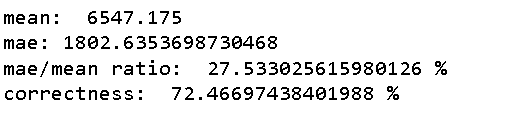 mean:  6547.175
mae: 1802.6353698730468
mae/mean ratio:  27.533025615980126 %
correctness:  72.46697438401988 %